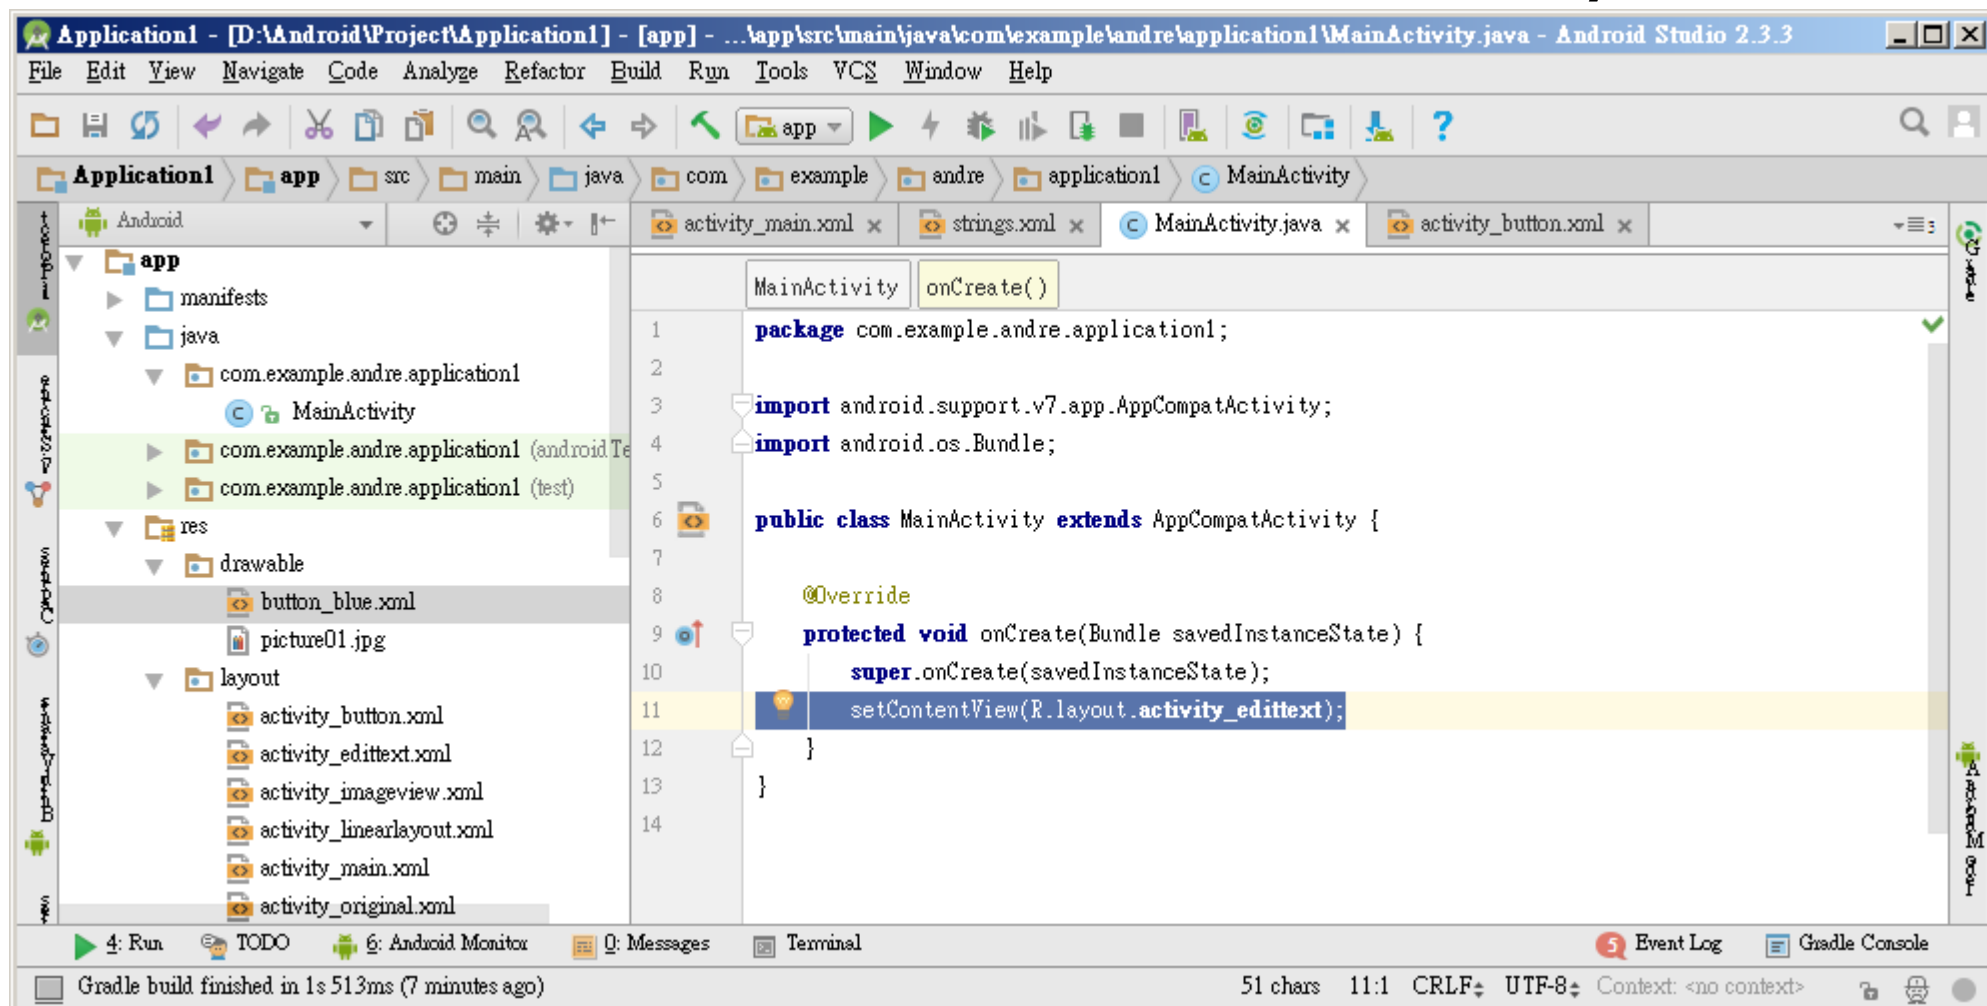 Application1 - [D:\Android\Project\Application1] - [app] - ...\app\src\main\java\com\example\andre\application1\MainActivity.java - Android Studio 2.3.3
File Edit View Navigate Code Analyze Refactor Build Run Tools VCS Window Help
app
Application1 app src main java com example andre application1 MainActivity
Android
activity_main.xml strings.xml MainActivity.java activity_button.xml
app
manifests
java
com.example.andre.application1
MainActivity
com.example.andre.application1 (androidTe
com.example.andre.application1 (test)
res
drawable
button_blue.xml
picture01.jpg
layout
activity_button.xml
activity_edittext.xml
activity_imageview.xml
activity_linearlayout.xml
activity_main.xml
activity_original.xml
MainActivity onCreate()
1 package com.example.andre.application1;
2
3 import android.support.v7.app.AppCompatActivity;
4 import android.os.Bundle;
5
6 public class MainActivity extends AppCompatActivity {
7
8 @Override
9 protected void onCreate(Bundle savedInstanceState) {
10 super.onCreate(savedInstanceState);
11 setContentView(R.layout.activity_edittext);
12 }
13 }
14
4: Run TODO 6: Android Monitor 0: Messages Terminal 5 Event Log Gradle Console
Gradle build finished in 1s 513ms (7 minutes ago) 51 chars 11:1 CRLF UTF-8 Context: <no context>